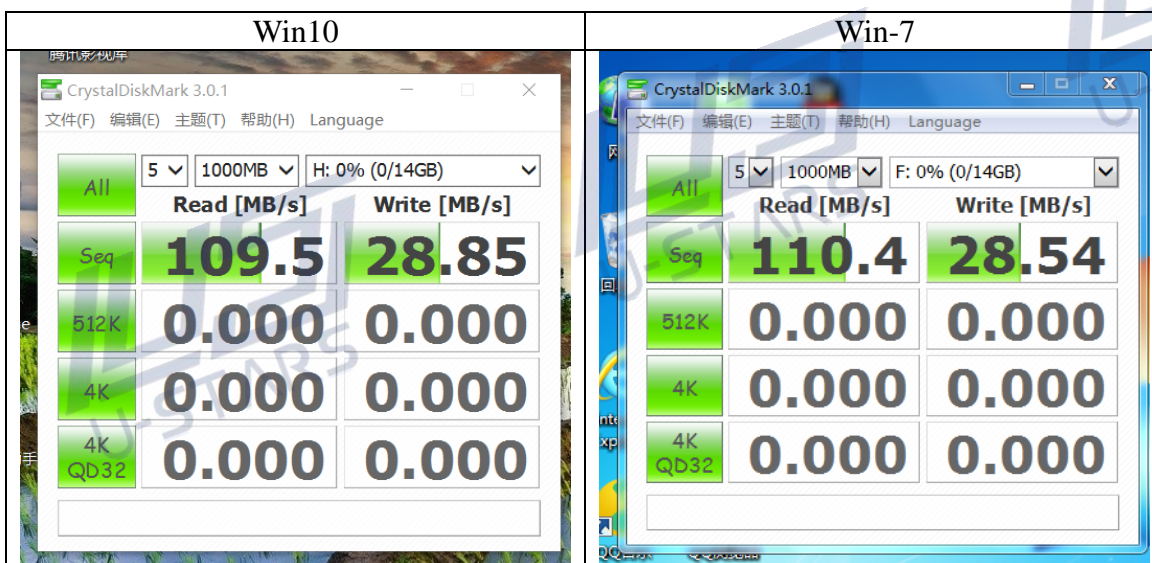 Win10
Win-7
腾讯影视库
CrystalDiskMark 3.0.1
文件(F) 编辑(E) 主题(T) 帮助(H) Language
All
5 1000MB H: 0% (0/14GB)
Read [MB/s] Write [MB/s]
Seq 109.5 28.85
512K 0.000 0.000
4K 0.000 0.000
4K QD32 0.000 0.000
CrystalDiskMark 3.0.1
文件(F) 编辑(E) 主题(T) 帮助(H) Language
All
5 1000MB F: 0% (0/14GB)
Read [MB/s] Write [MB/s]
Seq 110.4 28.54
512K 0.000 0.000
4K 0.000 0.000
4K QD32 0.000 0.000
U-STARS
U-STARS